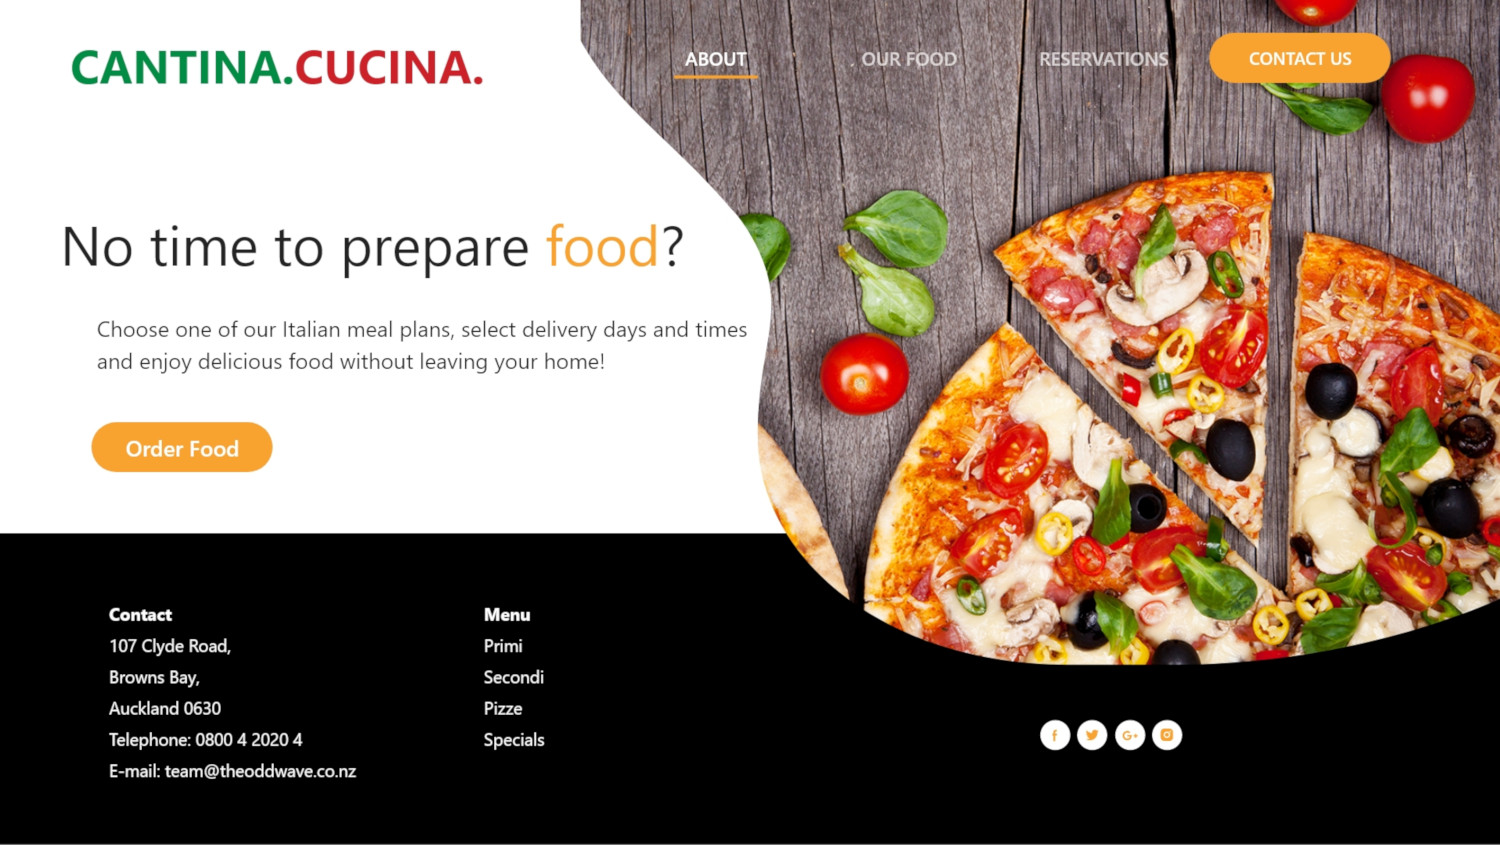 CANTINA.CUCINA.
ABOUT
OUR FOOD
RESERVATIONS
CONTACT US
No time to prepare food?
Choose one of our Italian meal plans, select delivery days and times
and enjoy delicious food without leaving your home!
Order Food
Contact
107 Clyde Road,
Browns Bay,
Auckland 0630
Telephone: 0800 4 2020 4
E-mail: team@theoddwave.co.nz
Menu
Primi
Secondi
Pizze
Specials
f
G+